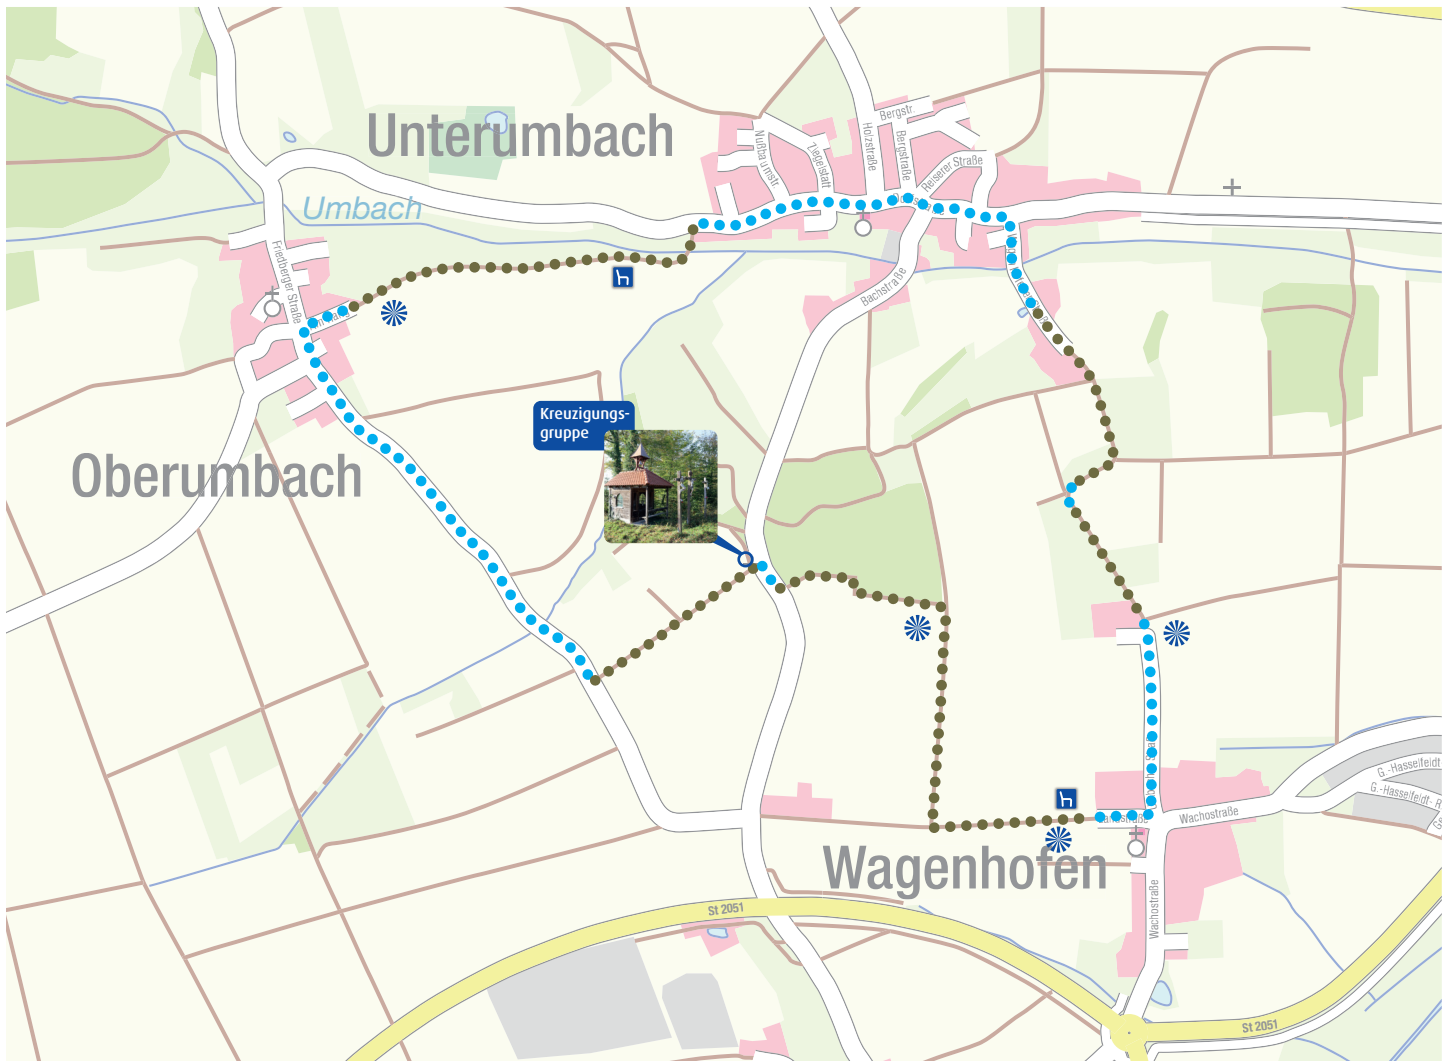 Unterumbach
Umbach
Bergstr.
Nußbaumstr.
Ziegelstatt
Holzstraße
Bergstraße
Reiserer Straße
Friedberger Straße
Bachstraße
Kreuzigungs-
gruppe
Oberumbach
G.-Hasselfeldt
G.-Hasselfeldt- R
Wachostraße
Wagenhofen
Wachostraße
St 2051
St 2051